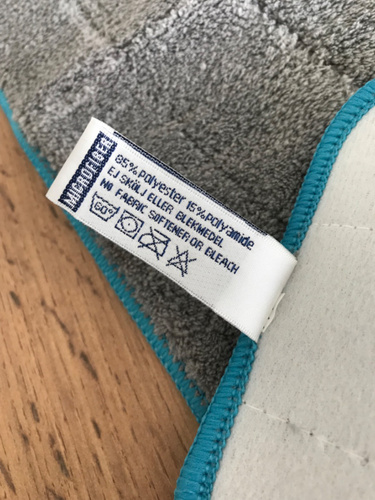 MICROFIBER
85% polyester 15% polyamide
EJ SKÖLJ ELLER BLEKMEDEL
NO FABRIC SOFTENER OR BLEACH
60°